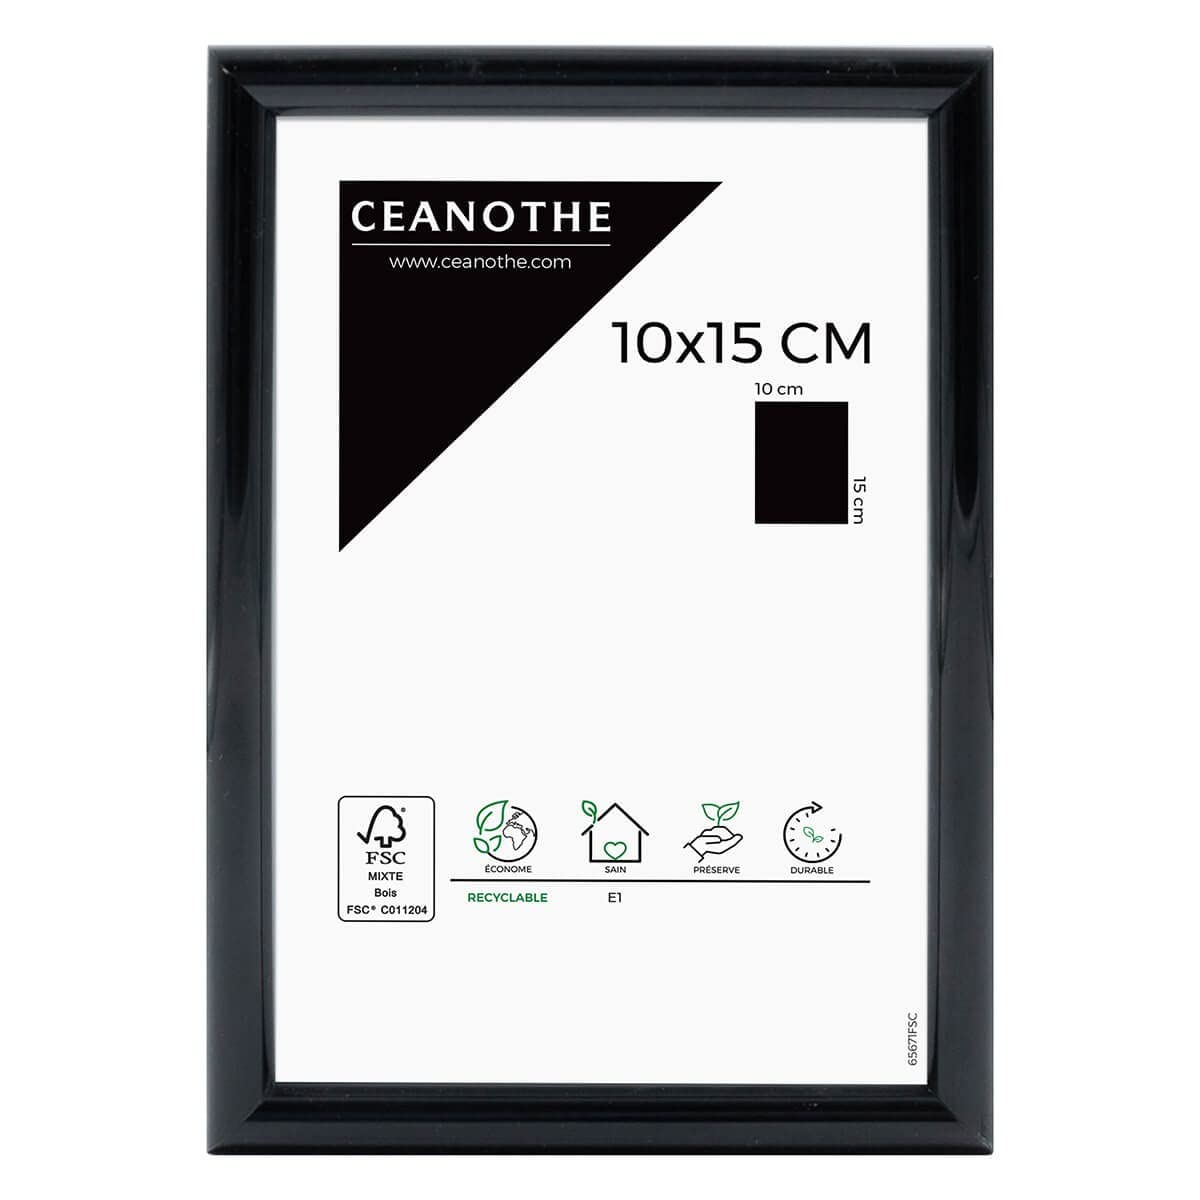 CEANOTHE
www.ceanothe.com
10x15 CM
10 cm
15 cm
FSC
MIXTE
Bois
FSC® C011204
ÉCONOME
SAIN
PRÉSERVE
DURABLE
RECYCLABLE
E1
65671FSC